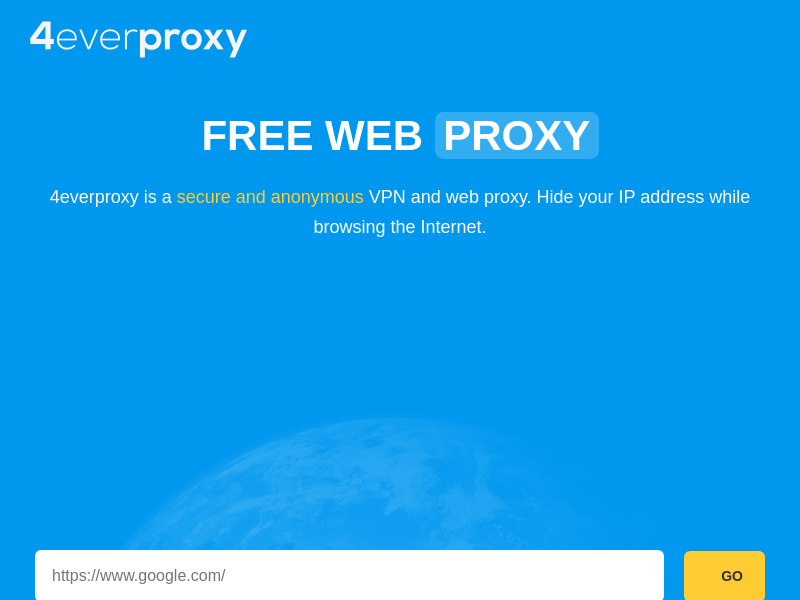 4everproxy
FREE WEB PROXY
4everproxy is a secure and anonymous VPN and web proxy. Hide your IP address while
browsing the Internet.
https://www.google.com/
GO